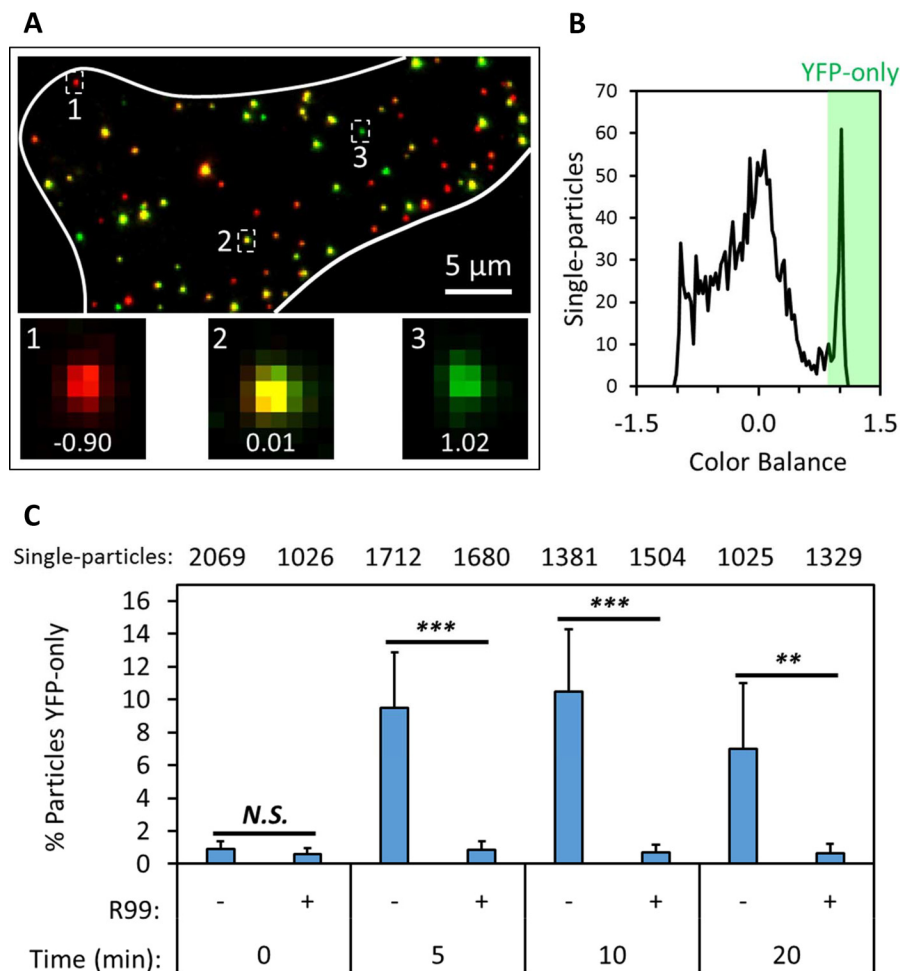 A
1
3
2
5 µm
1
-0.90
2
0.01
3
1.02
B
YFP-only
70
60
50
40
30
20
10
0
Single-particles
-1.5 0.0 1.5
Color Balance
C
Single-particles: 2069 1026 1712 1680 1381 1504 1025 1329
% Particles YFP-only
16
14
12
10
8
6
4
2
0
N.S.
***
***
**
R99: - + - + - + - +
Time (min): 0 5 10 20